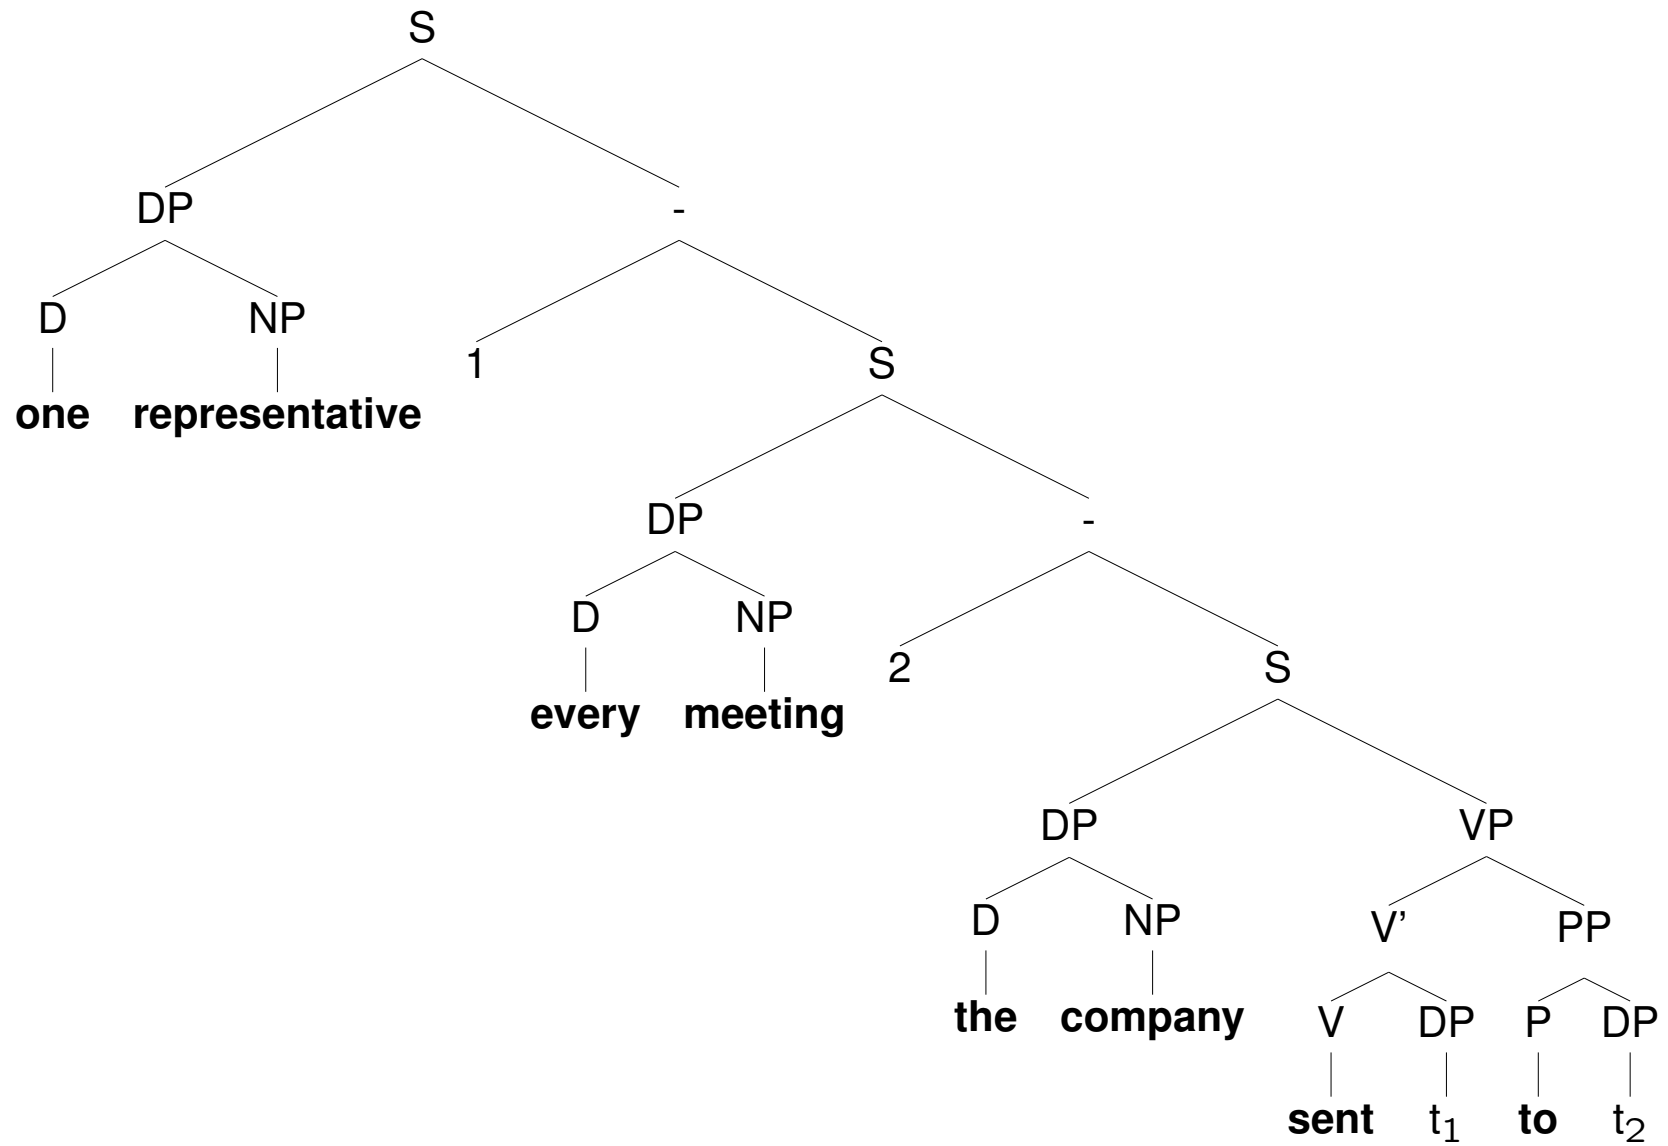 S
DP -
D NP 1 S
one representative
DP -
D NP 2 S
every meeting
DP VP
D NP V' PP
the company V DP P DP
sent t1 to t2